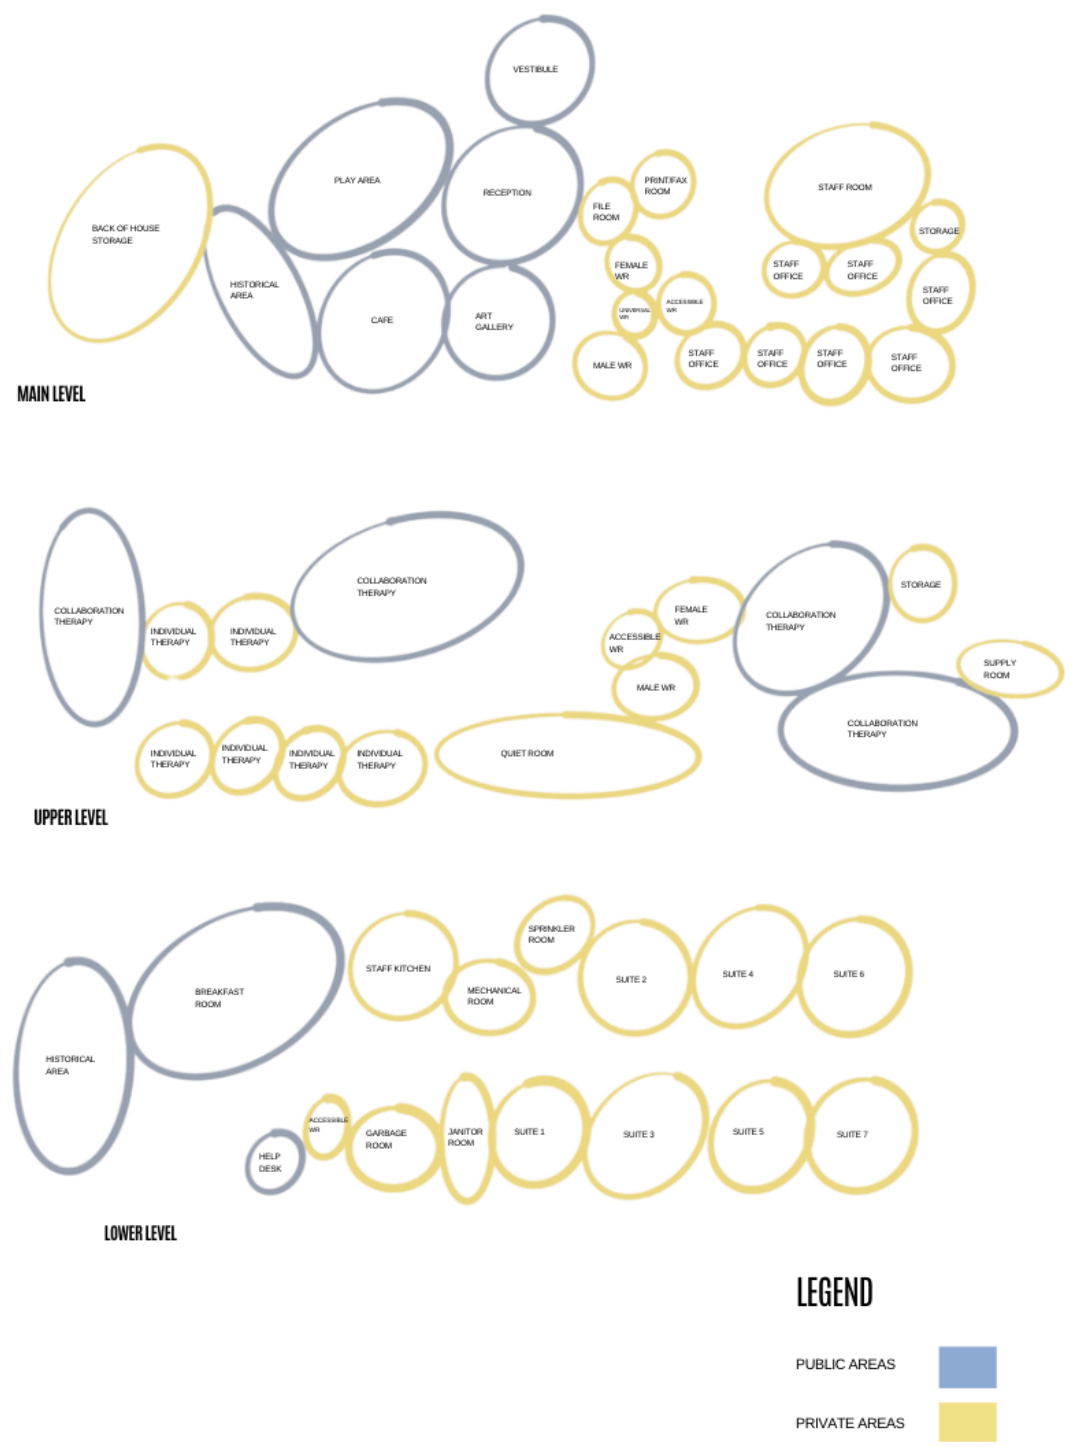 VESTIBULE
PLAY AREA
RECEPTION
PRINT/FAX
ROOM
FILE
ROOM
STAFF ROOM
BACK OF HOUSE
STORAGE
STORAGE
HISTORICAL
AREA
FEMALE
WR
STAFF
OFFICE
STAFF
OFFICE
STAFF
OFFICE
CAFE
ART
GALLERY
UNIVERSAL
WR
ACCESSIBLE
WR
MALE WR
STAFF
OFFICE
STAFF
OFFICE
STAFF
OFFICE
STAFF
OFFICE
MAIN LEVEL
COLLABORATION
THERAPY
INDIVIDUAL
THERAPY
INDIVIDUAL
THERAPY
COLLABORATION
THERAPY
ACCESSIBLE
WR
FEMALE
WR
MALE WR
COLLABORATION
THERAPY
STORAGE
SUPPLY
ROOM
COLLABORATION
THERAPY
INDIVIDUAL
THERAPY
INDIVIDUAL
THERAPY
INDIVIDUAL
THERAPY
INDIVIDUAL
THERAPY
QUIET ROOM
UPPER LEVEL
HISTORICAL
AREA
BREAKFAST
ROOM
STAFF KITCHEN
MECHANICAL
ROOM
SPRINKLER
ROOM
SUITE 2
SUITE 4
SUITE 6
HELP
DESK
ACCESSIBLE
WR
GARBAGE
ROOM
JANITOR
ROOM
SUITE 1
SUITE 3
SUITE 5
SUITE 7
LOWER LEVEL
LEGEND
PUBLIC AREAS
PRIVATE AREAS